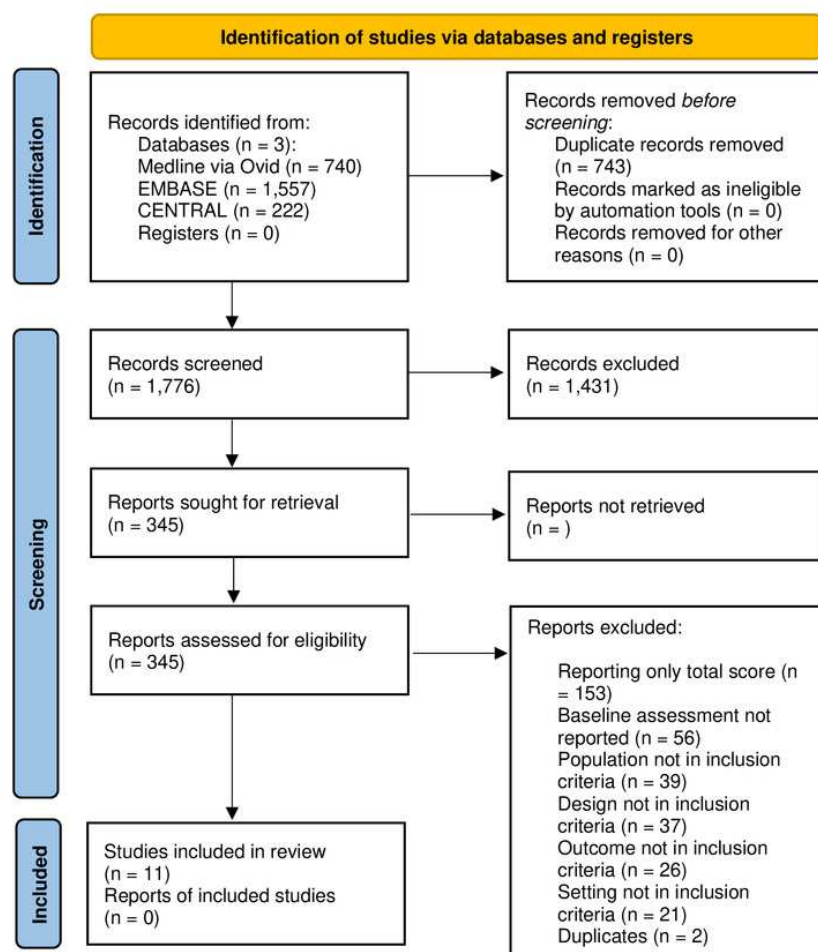 Identification of studies via databases and registers
Identification
Records identified from:
Databases (n = 3):
Medline via Ovid (n = 740)
EMBASE (n = 1,557)
CENTRAL (n = 222)
Registers (n = 0)
Records removed before
screening:
Duplicate records removed
(n = 743)
Records marked as ineligible
by automation tools (n = 0)
Records removed for other
reasons (n = 0)
Screening
Records screened
(n = 1,776)
Records excluded
(n = 1,431)
Reports sought for retrieval
(n = 345)
Reports not retrieved
(n = )
Reports assessed for eligibility
(n = 345)
Reports excluded:
Reporting only total score (n
= 153)
Baseline assessment not
reported (n = 56)
Population not in inclusion
criteria (n = 39)
Design not in inclusion
criteria (n = 37)
Outcome not in inclusion
criteria (n = 26)
Setting not in inclusion
criteria (n = 21)
Duplicates (n = 2)
Included
Studies included in review
(n = 11)
Reports of included studies
(n = 0)